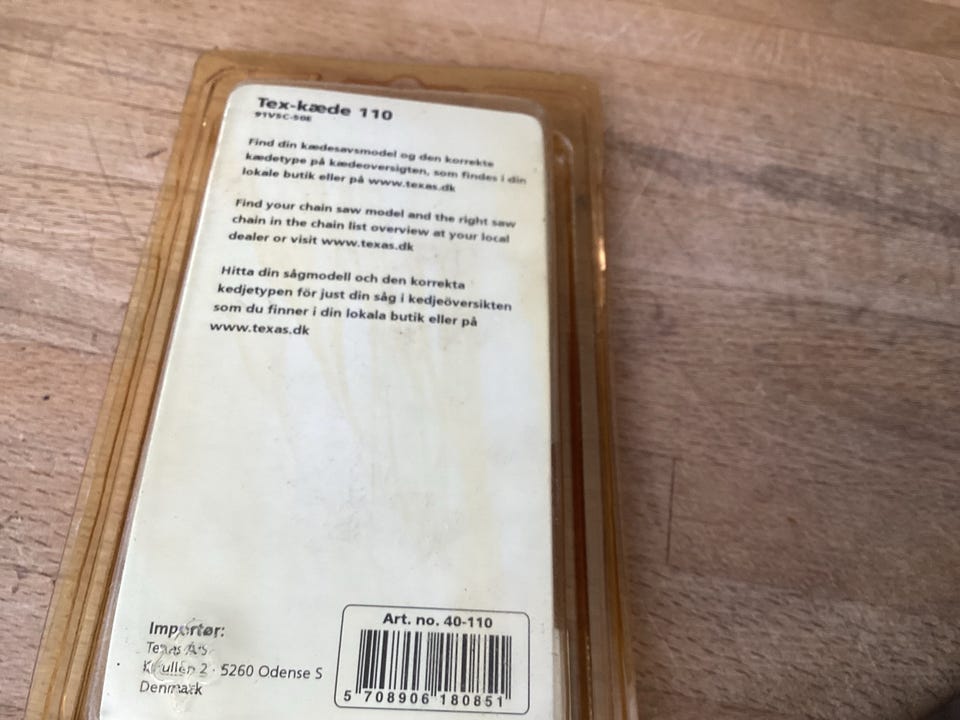 Tex-kæde 110
91VSC-50E
Find din kædesavsmodel og den korrekte
kædetype på kædeoversigten, som findes i din
lokale butik eller på www.texas.dk
Find your chain saw model and the right saw
chain in the chain list overview at your local
dealer or visit www.texas.dk
Hitta din sågmodell och den korrekta
kedjetypen för just din såg i kedjeöversikten
som du finner i din lokala butik eller på
www.texas.dk
Importør:
Texas A/S
2 · 5260 Odense S
Denmark
Art. no. 40-110
5 708906 180851